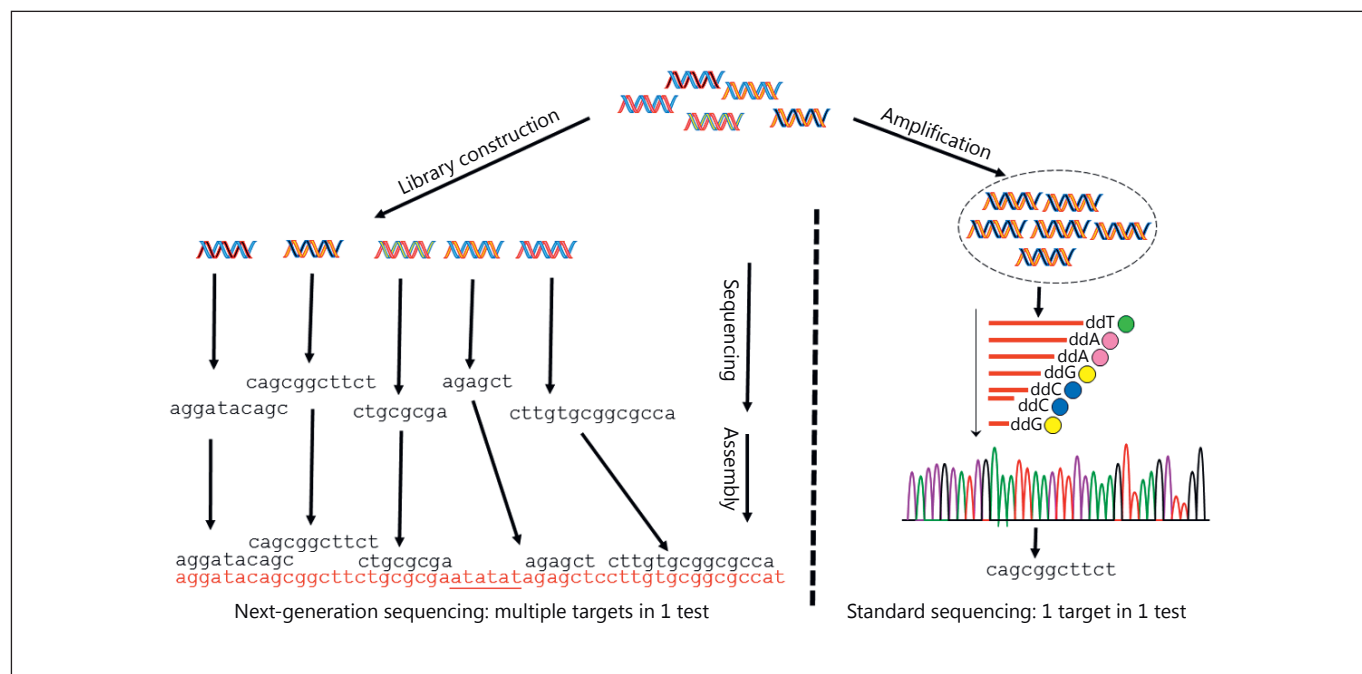 Library construction
Amplification
Sequencing
Assembly
cagcggcttct
agagct
aggatacagc
ctgcgcga
cttgtgcggcgcca
cagcggcttct
aggatacagc
ctgcgcga
agagct
cttgtgcggcgcca
aggatacagcggcttctgcgcgaatatatagagctccttgtgcggcgccat
Next-generation sequencing: multiple targets in 1 test
ddT
ddA
ddA
ddG
ddC
ddC
ddG
cagcggcttct
Standard sequencing: 1 target in 1 test